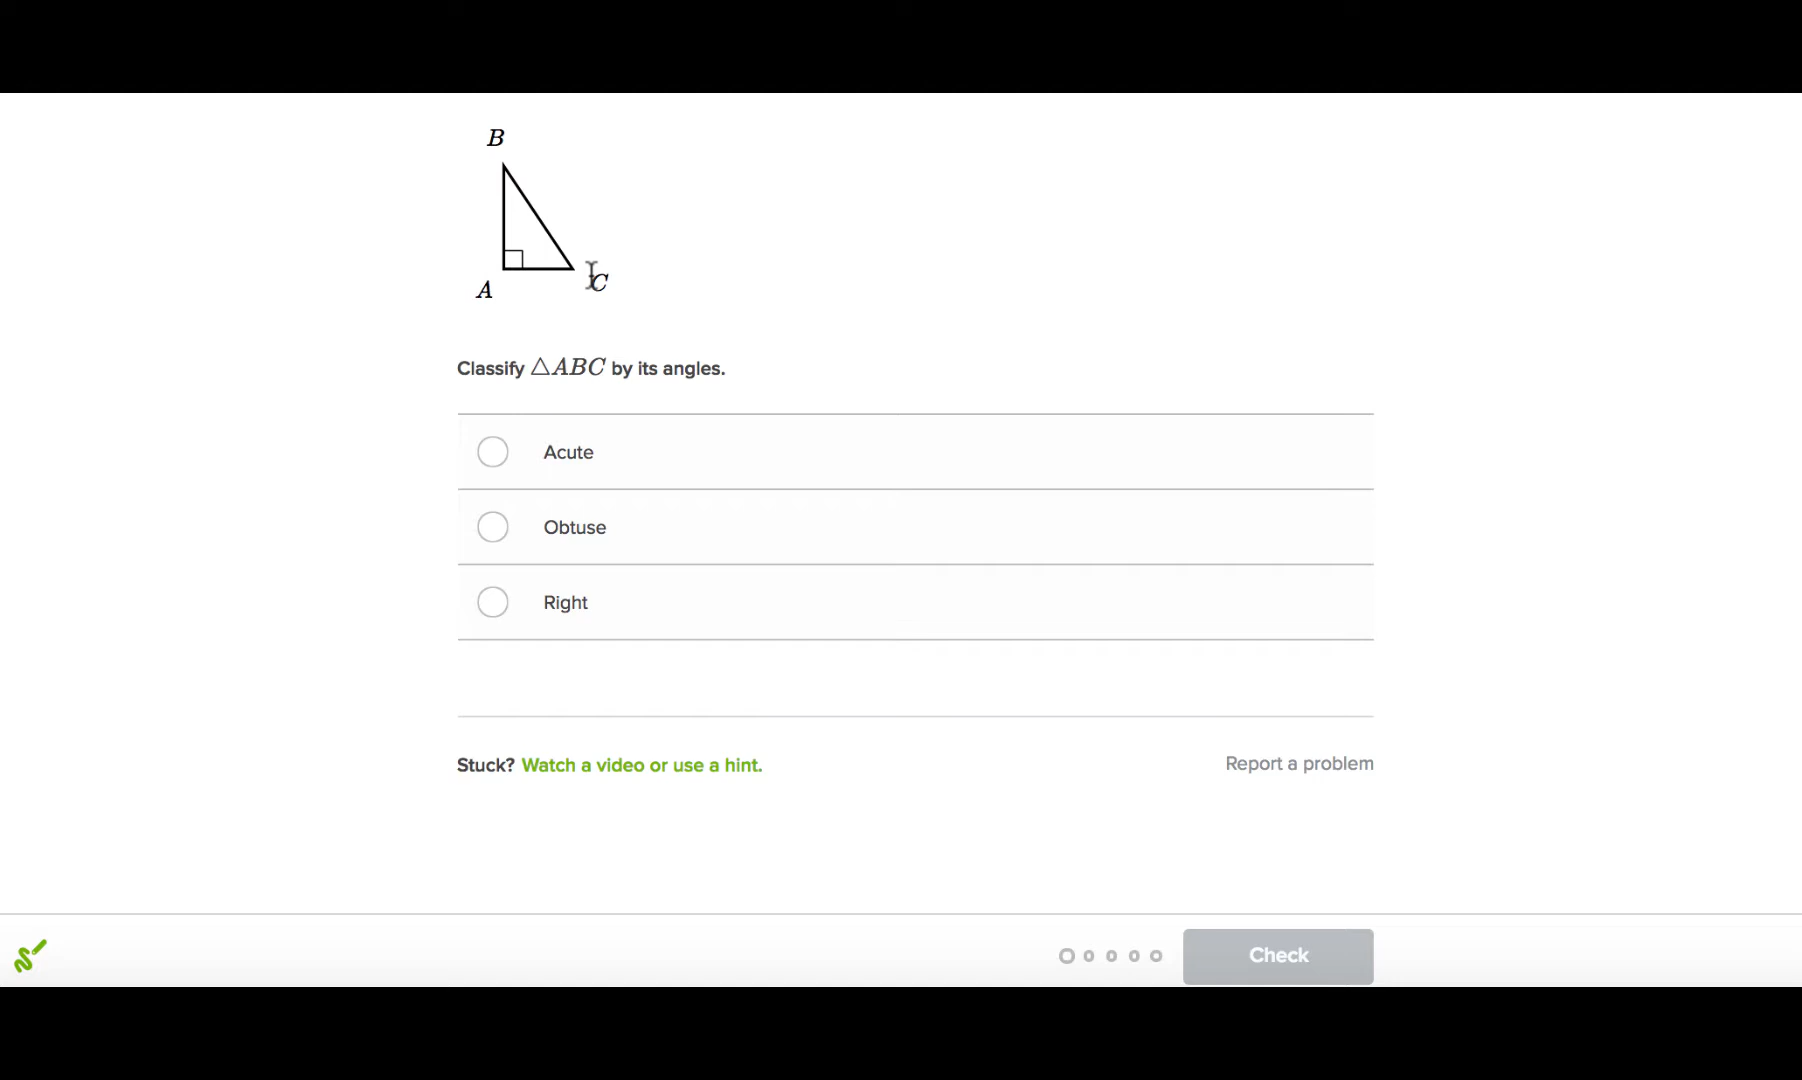 B
A
C
Classify △ABC by its angles.
Acute
Obtuse
Right
Stuck? Watch a video or use a hint.
Report a problem
Check